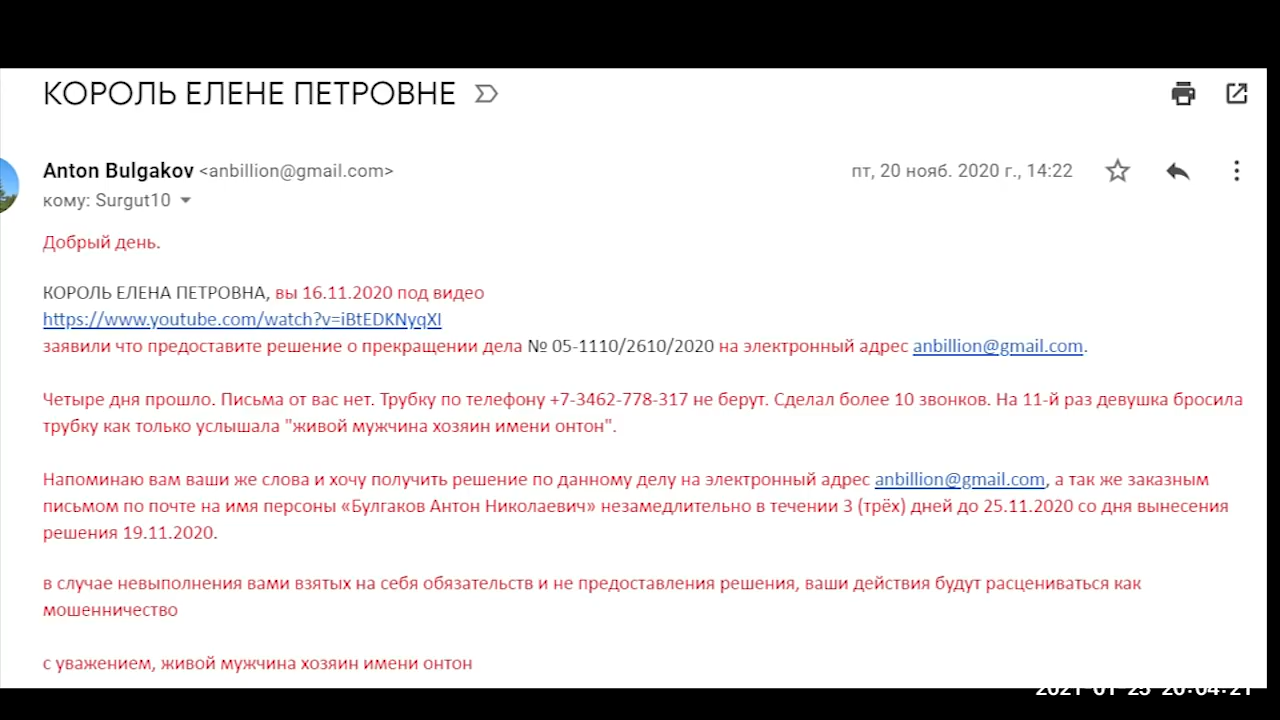 КОРОЛЬ ЕЛЕНЕ ПЕТРОВНЕ
Anton Bulgakov <anbillion@gmail.com>
пт, 20 нояб. 2020 г., 14:22
кому: Surgut10
Добрый день.
КОРОЛЬ ЕЛЕНА ПЕТРОВНА, вы 16.11.2020 под видео
https://www.youtube.com/watch?v=iBtEDKNyqXI
заявили что предоставите решение о прекращении дела № 05-1110/2610/2020 на электронный адрес anbillion@gmail.com.
Четыре дня прошло. Письма от вас нет. Трубку по телефону +7-3462-778-317 не берут. Сделал более 10 звонков. На 11-й раз девушка бросила
трубку как только услышала "живой мужчина хозяин имени онтон".
Напоминаю вам ваши же слова и хочу получить решение по данному делу на электронный адрес anbillion@gmail.com, а так же заказным
письмом по почте на имя персоны «Булгаков Антон Николаевич» незамедлительно в течении 3 (трёх) дней до 25.11.2020 со дня вынесения
решения 19.11.2020.
в случае невыполнения вами взятых на себя обязательств и не предоставления решения, ваши действия будут расцениваться как
мошенничество
с уважением, живой мужчина хозяин имени онтон
2021-01-25 20:04:21